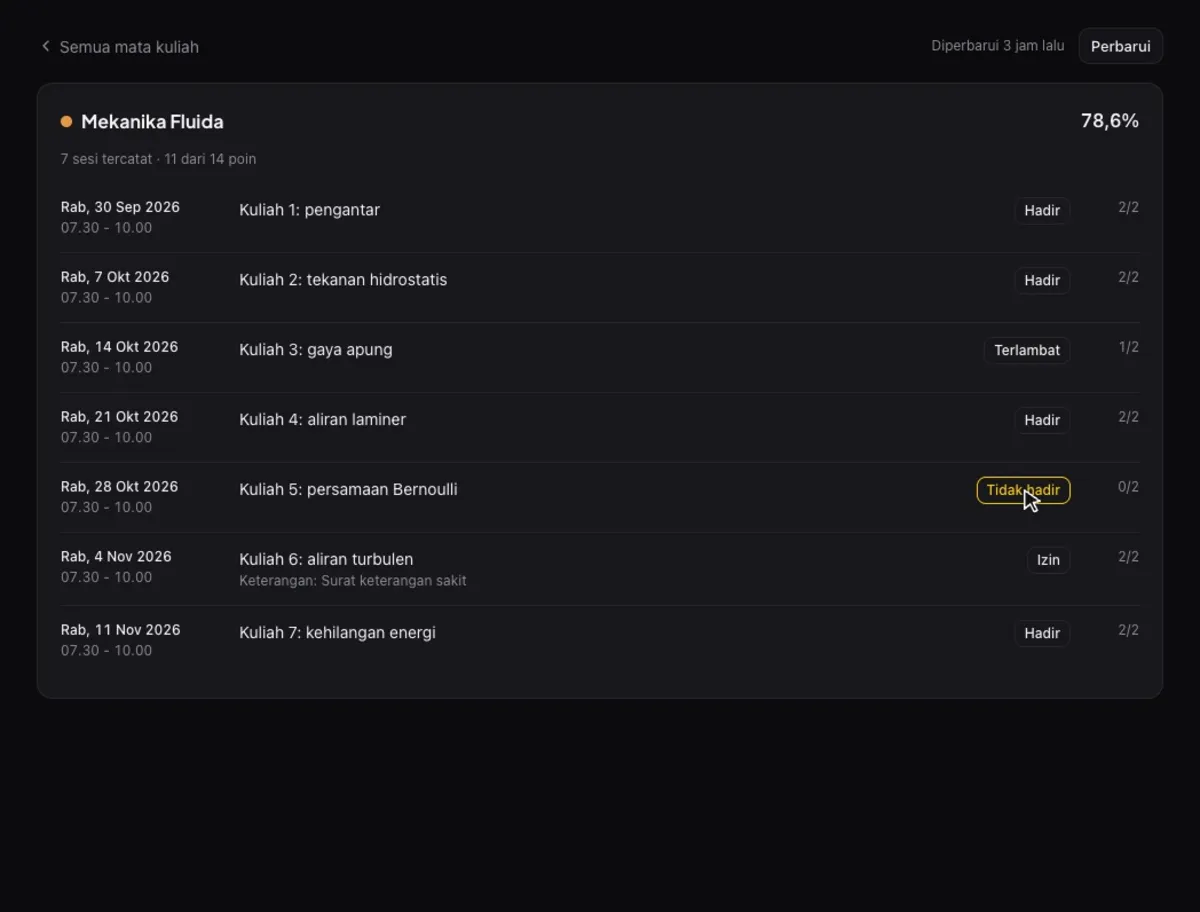 Semua mata kuliah
Diperbarui 3 jam lalu
Perbarui
Mekanika Fluida
78,6%
7 sesi tercatat · 11 dari 14 poin
Rab, 30 Sep 2026
07.30 - 10.00
Kuliah 1: pengantar
Hadir
2/2
Rab, 7 Okt 2026
07.30 - 10.00
Kuliah 2: tekanan hidrostatis
Hadir
2/2
Rab, 14 Okt 2026
07.30 - 10.00
Kuliah 3: gaya apung
Terlambat
1/2
Rab, 21 Okt 2026
07.30 - 10.00
Kuliah 4: aliran laminer
Hadir
2/2
Rab, 28 Okt 2026
07.30 - 10.00
Kuliah 5: persamaan Bernoulli
Tidak hadir
0/2
Rab, 4 Nov 2026
07.30 - 10.00
Kuliah 6: aliran turbulen
Keterangan: Surat keterangan sakit
Izin
2/2
Rab, 11 Nov 2026
07.30 - 10.00
Kuliah 7: kehilangan energi
Hadir
2/2